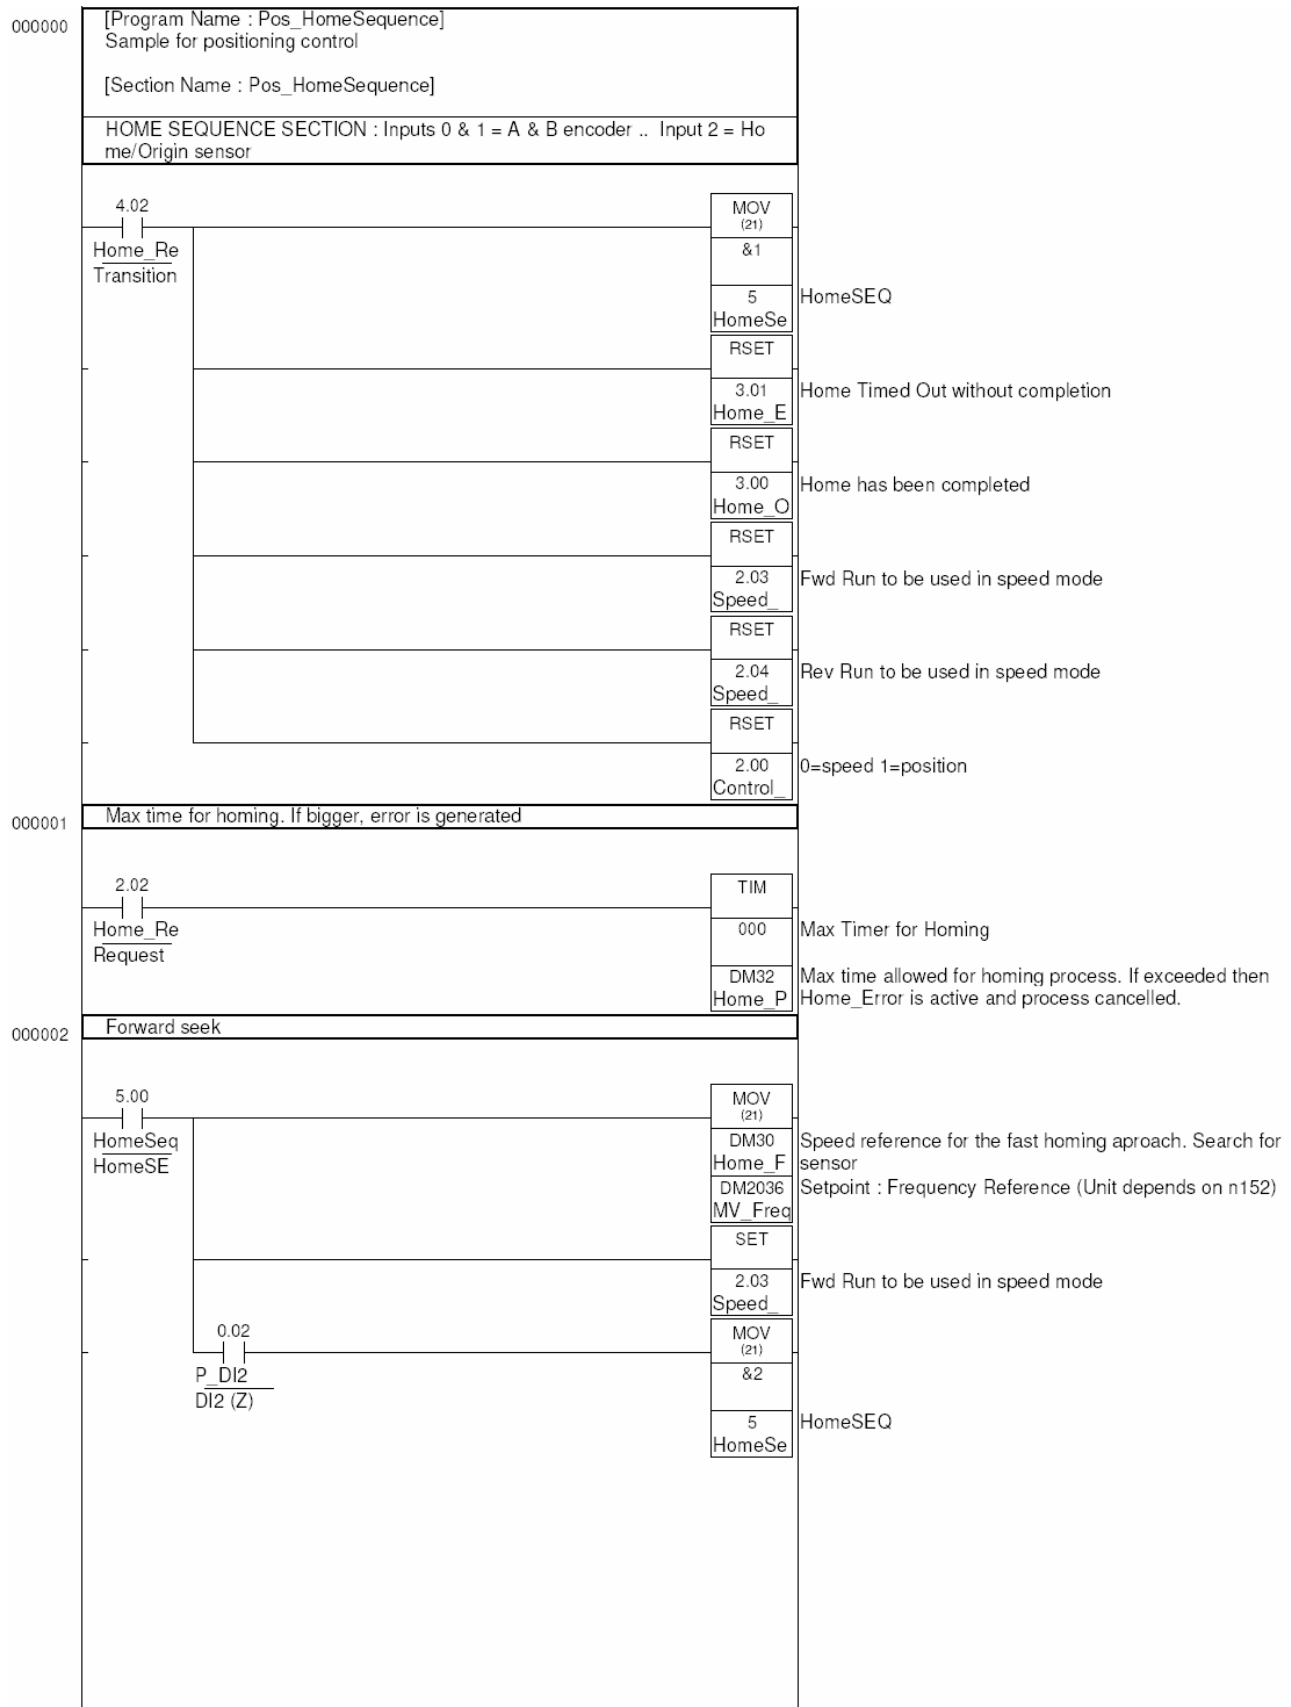 000000
[Program Name : Pos_HomeSequence]
Sample for positioning control
[Section Name : Pos_HomeSequence]
HOME SEQUENCE SECTION : Inputs 0 & 1 = A & B encoder .. Input 2 = Ho
me/Origin sensor
4.02
Home_Re
Transition
MOV
(21)
&1
5
HomeSe
HomeSEQ
RSET
3.01
Home_E
Home Timed Out without completion
RSET
3.00
Home_O
Home has been completed
RSET
2.03
Speed_
Fwd Run to be used in speed mode
RSET
2.04
Speed_
Rev Run to be used in speed mode
RSET
2.00
Control_
0=speed 1=position
000001
Max time for homing. If bigger, error is generated
2.02
Home_Re
Request
TIM
000
Max Timer for Homing
DM32
Home_P
Max time allowed for homing process. If exceeded then
Home_Error is active and process cancelled.
000002
Forward seek
5.00
HomeSeq
HomeSE
MOV
(21)
DM30
Home_F
Speed reference for the fast homing aproach. Search for
sensor
DM2036
MV_Freq
Setpoint : Frequency Reference (Unit depends on n152)
SET
2.03
Speed_
Fwd Run to be used in speed mode
0.02
P_DI2
DI2 (Z)
MOV
(21)
&2
5
HomeSe
HomeSEQ